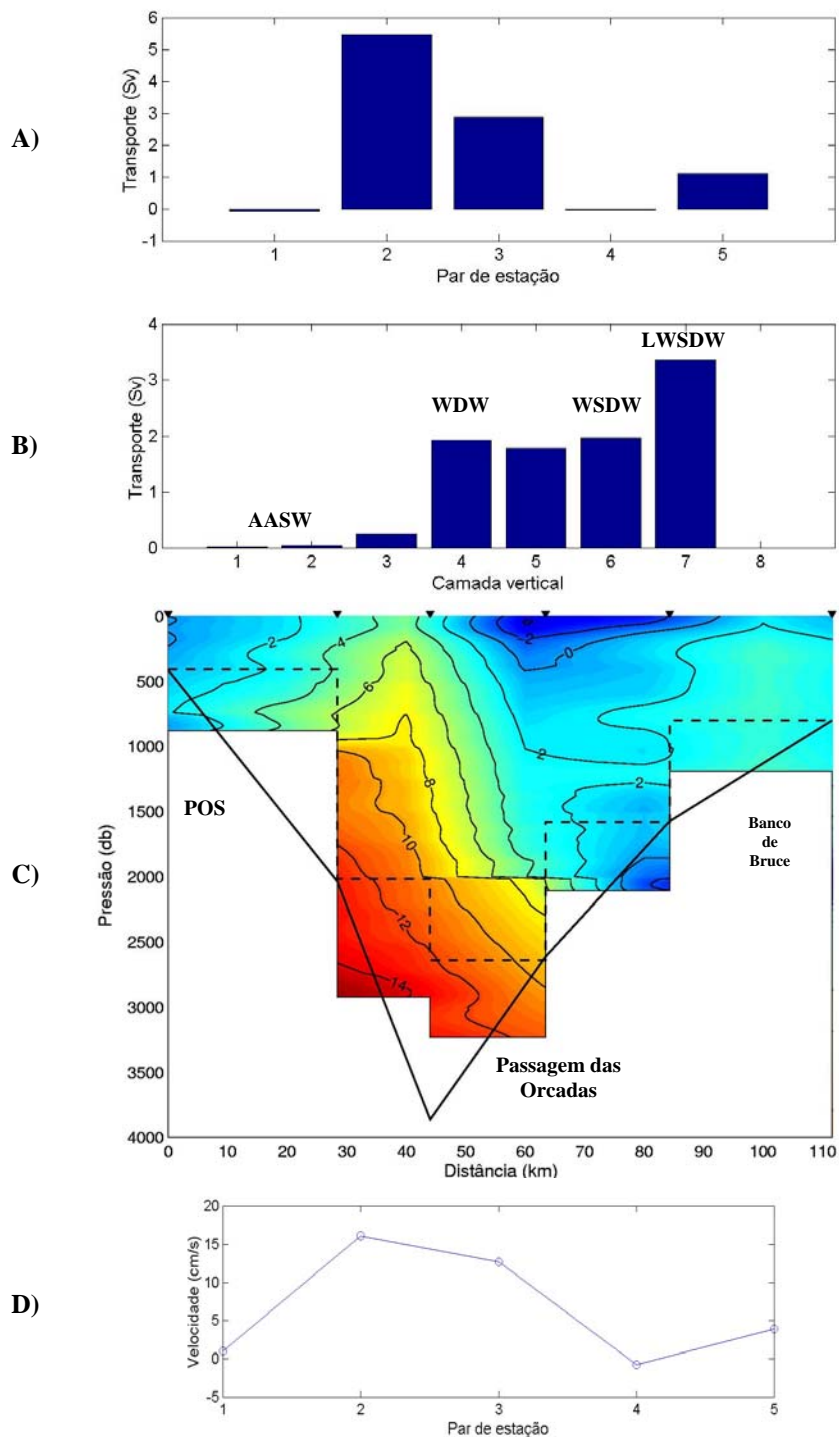 A)
Transporte (Sv)
6
5
4
3
2
1
0
-1
1 2 3 4 5
Par de estação
B)
Transporte (Sv)
4
3
2
1
0
AASW
WDW
WSDW
LWSDW
1 2 3 4 5 6 7 8
Camada vertical
C)
Pressão (db)
0
500
1000
1500
2000
2500
3000
3500
4000
2
4
6
8
10
12
14
2
0
2
2
POS
Banco
de
Bruce
Passagem das
Orcadas
0 10 20 30 40 50 60 70 80 90 100 110
Distância (km)
D)
Velocidade (cm/s)
20
15
10
5
0
-5
1 2 3 4 5
Par de estação